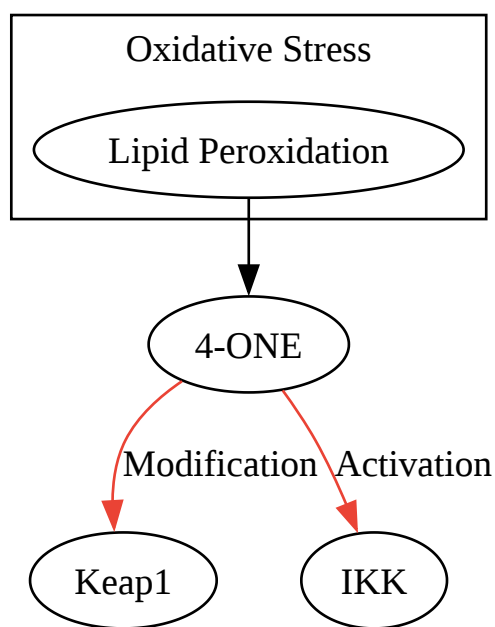 Oxidative Stress
Lipid Peroxidation
4-ONE
Modification
Activation
Keap1
IKK